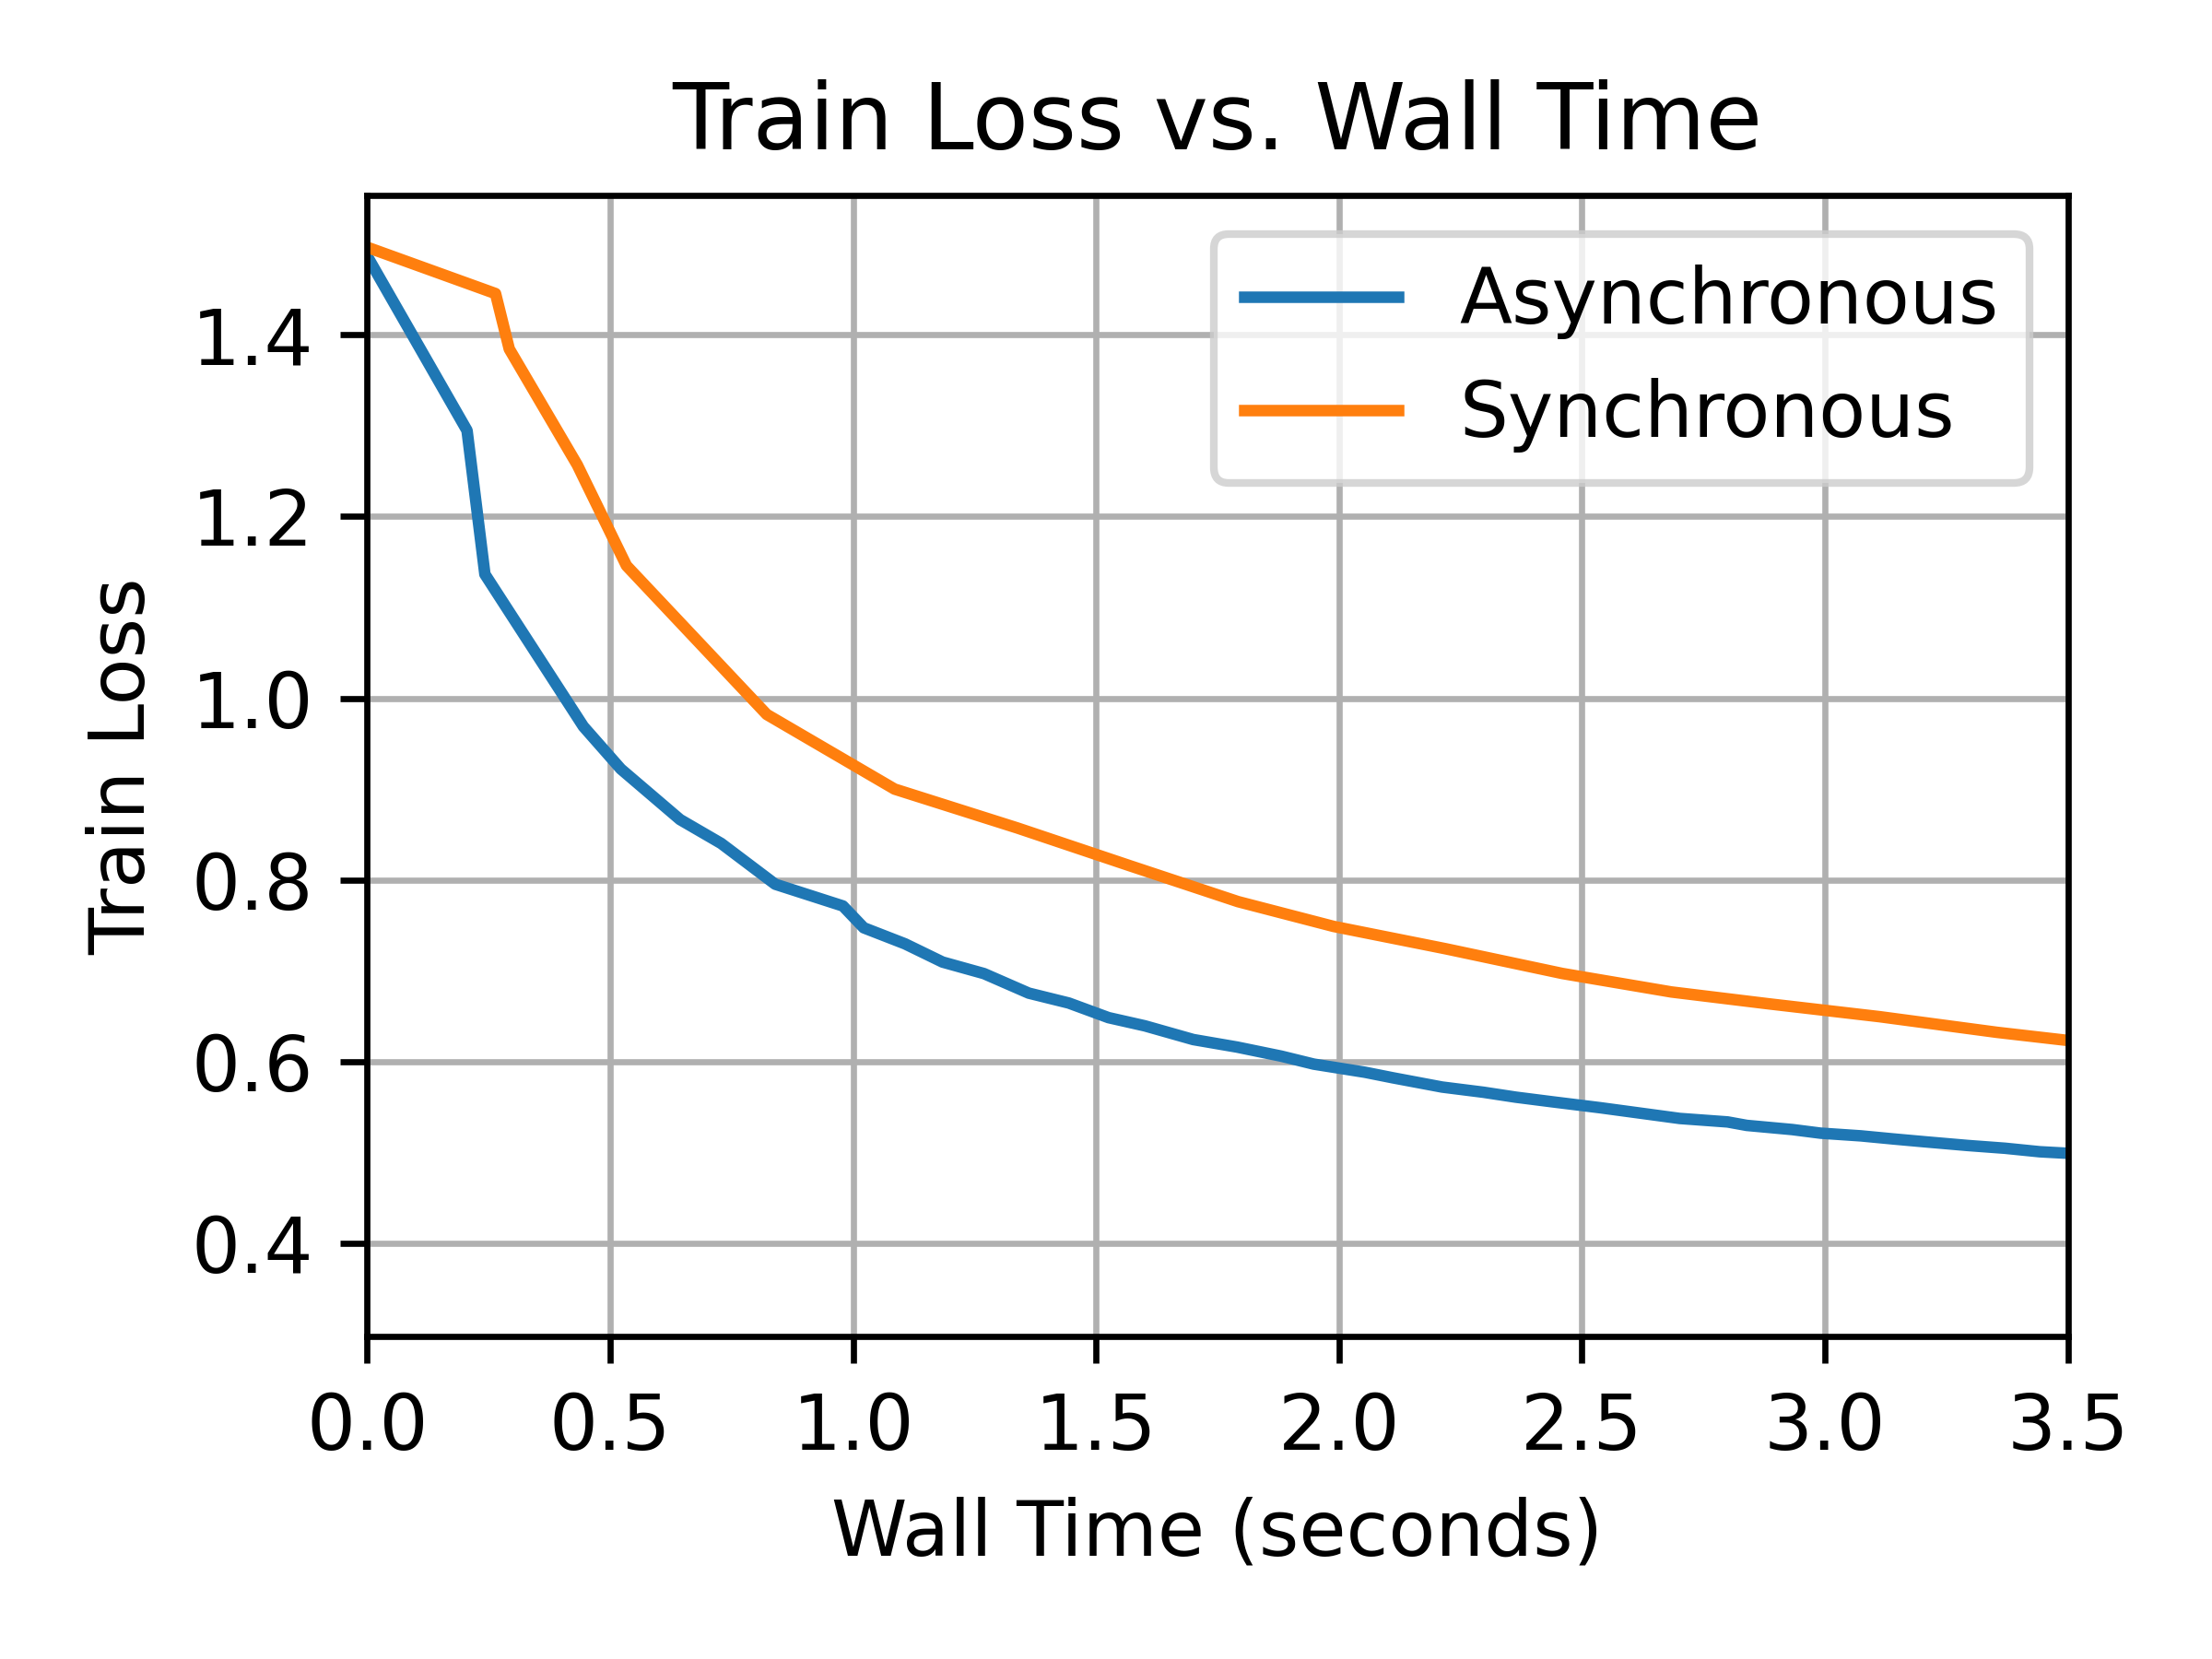 Train Loss vs. Wall Time
Asynchronous
Synchronous
Train Loss
1.4
1.2
1.0
0.8
0.6
0.4
0.0 0.5 1.0 1.5 2.0 2.5 3.0 3.5
Wall Time (seconds)